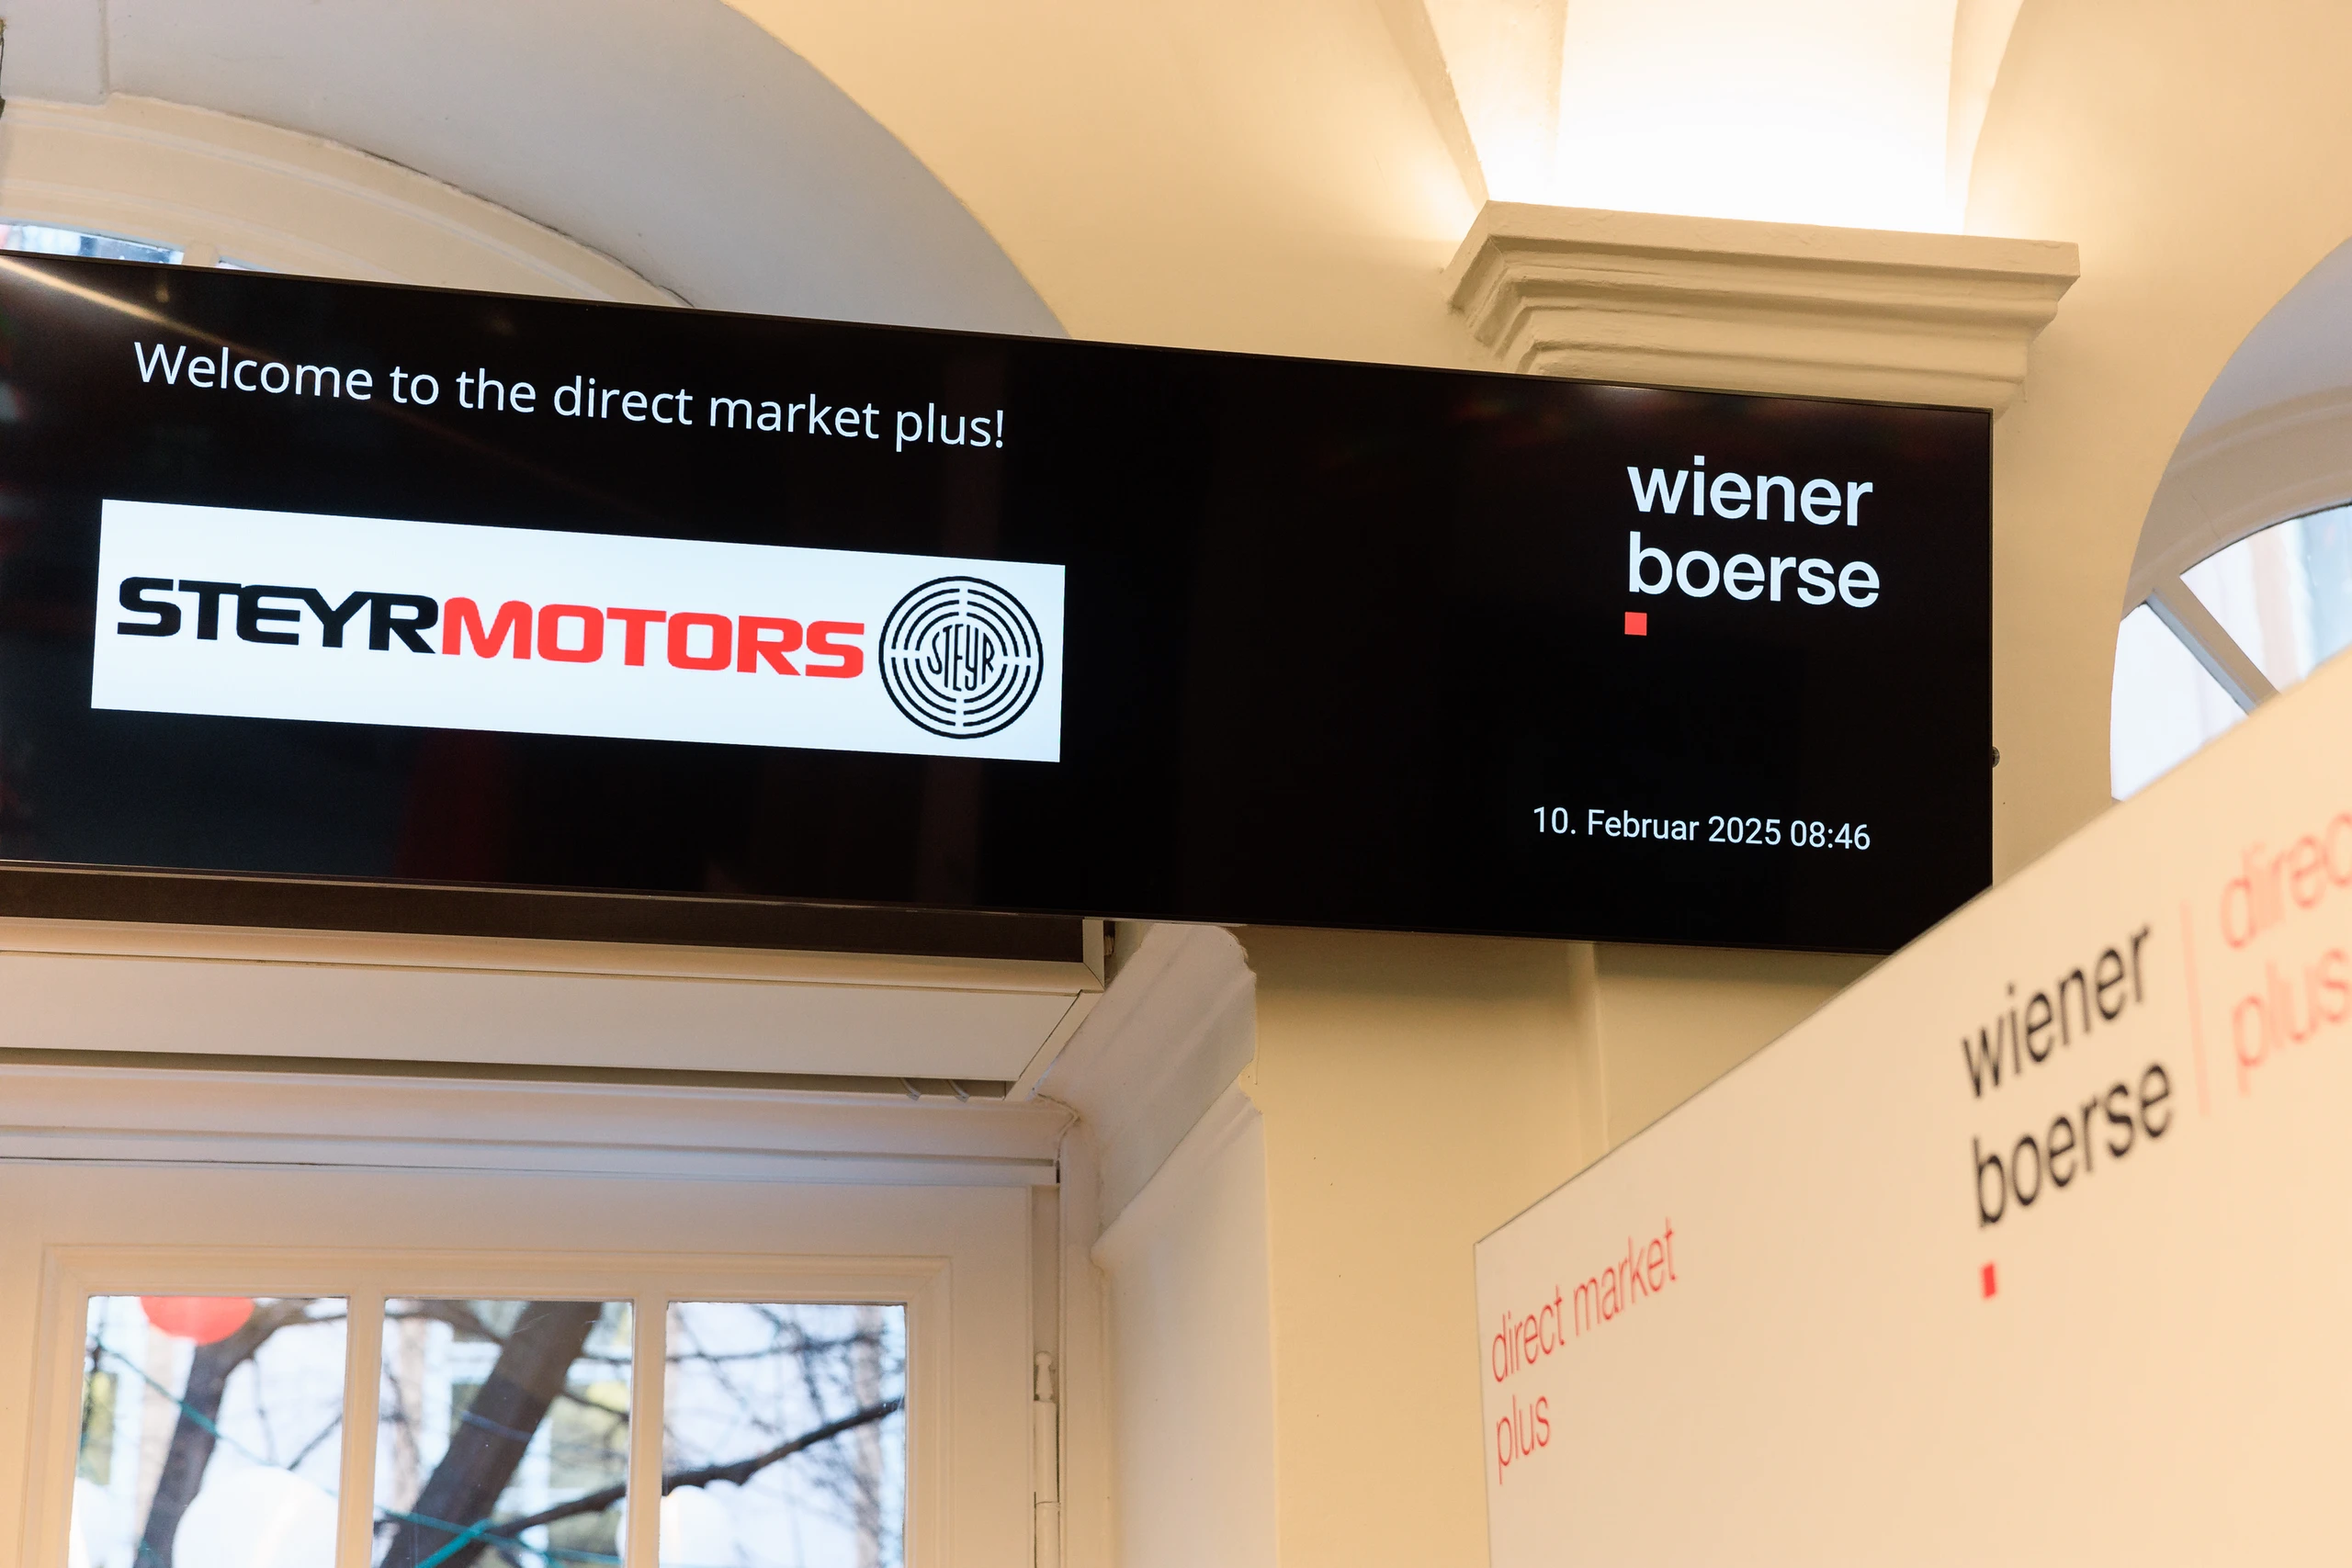 Welcome to the direct market plus!
STEYRMOTORS
STEYR
wiener
boerse
10. Februar 2025 08:46
wiener
boerse
direct market
plus
plus